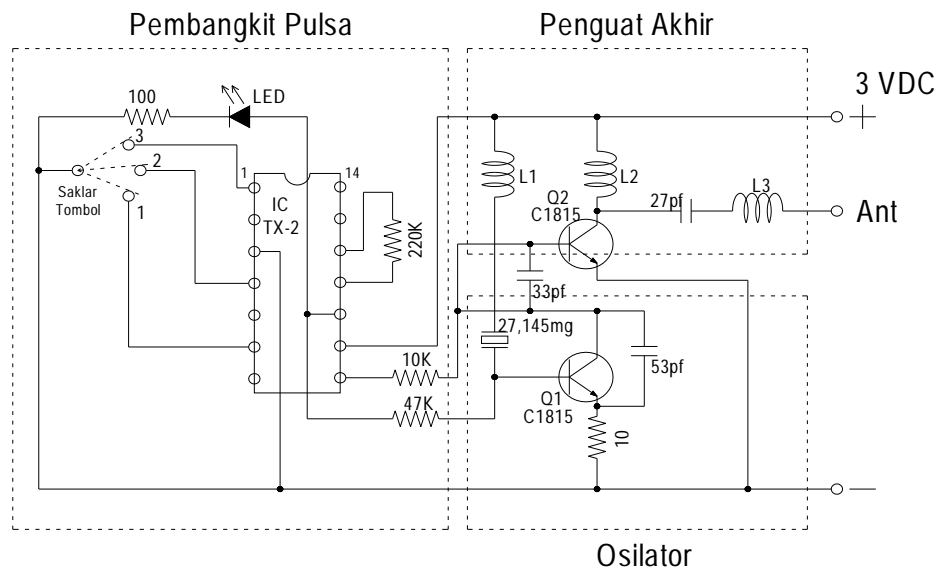 Pembangkit Pulsa
Penguat Akhir
3 VDC
100
LED
3
2
1
Saklar
Tombol
1
14
IC
TX-2
220K
L1
L2
Q2
C1815
27pf
L3
Ant
33pf
27,145mg
10K
53pf
47K
Q1
C1815
10
Osilator